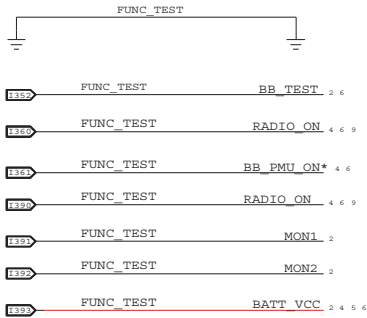 FUNC_TEST
I352 FUNC_TEST BB_TEST 2 6
I360 FUNC_TEST RADIO_ON 4 6 9
I361 FUNC_TEST BB_PMU_ON* 4 6
I390 FUNC_TEST RADIO_ON 4 6 9
I391 FUNC_TEST MON1 2
I392 FUNC_TEST MON2 2
I393 FUNC_TEST BATT_VCC 2 4 5 6